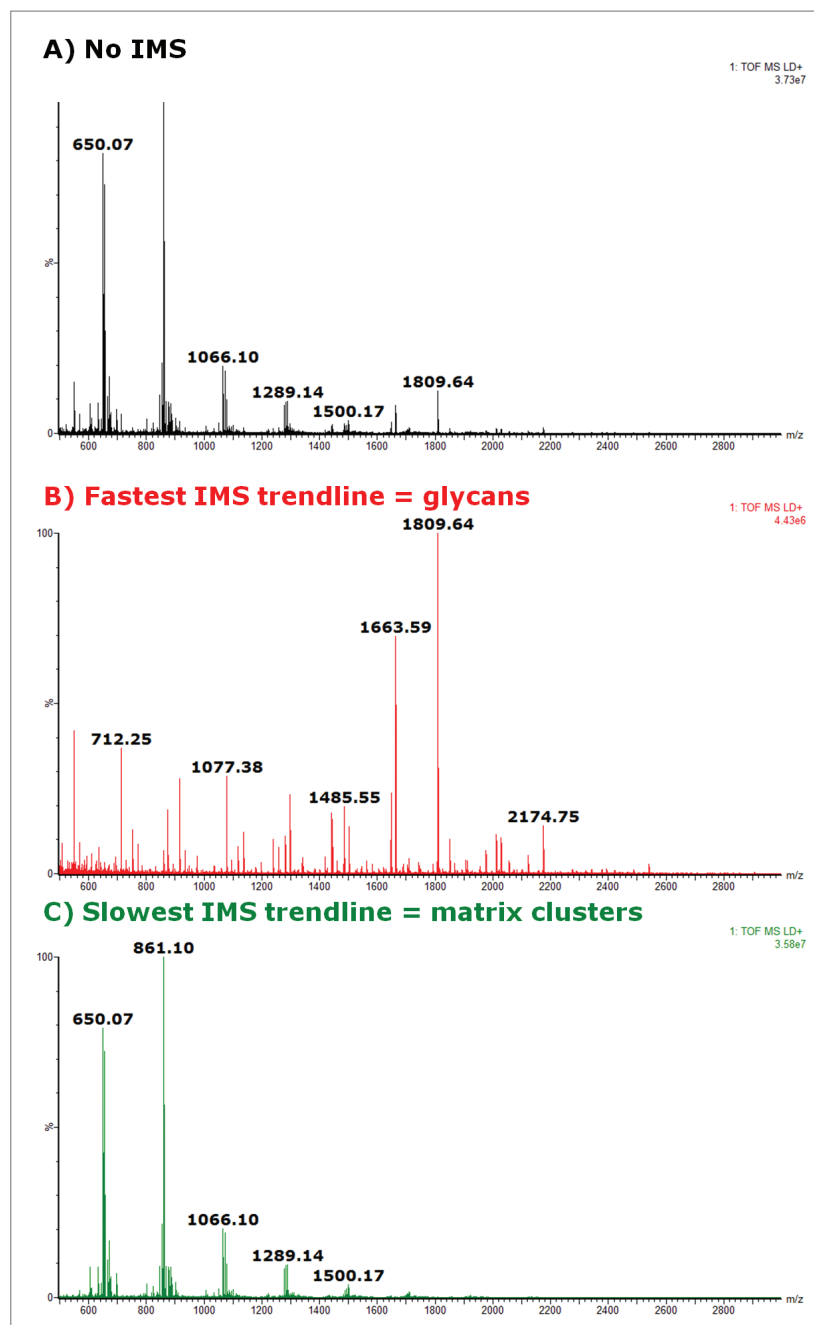 A) No IMS
1: TOF MS LD+
3.73e7
650.07
1066.10
1289.14
1500.17
1809.64
%
0
600 800 1000 1200 1400 1600 1800 2000 2200 2400 2600 2800 m/z
B) Fastest IMS trendline = glycans
1: TOF MS LD+
4.43e6
1809.64
100
1663.59
712.25
1077.38
1485.55
2174.75
%
0
600 800 1000 1200 1400 1600 1800 2000 2200 2400 2600 2800 m/z
C) Slowest IMS trendline = matrix clusters
1: TOF MS LD+
3.58e7
861.10
100
650.07
1066.10
1289.14
1500.17
%
0
600 800 1000 1200 1400 1600 1800 2000 2200 2400 2600 2800 m/z